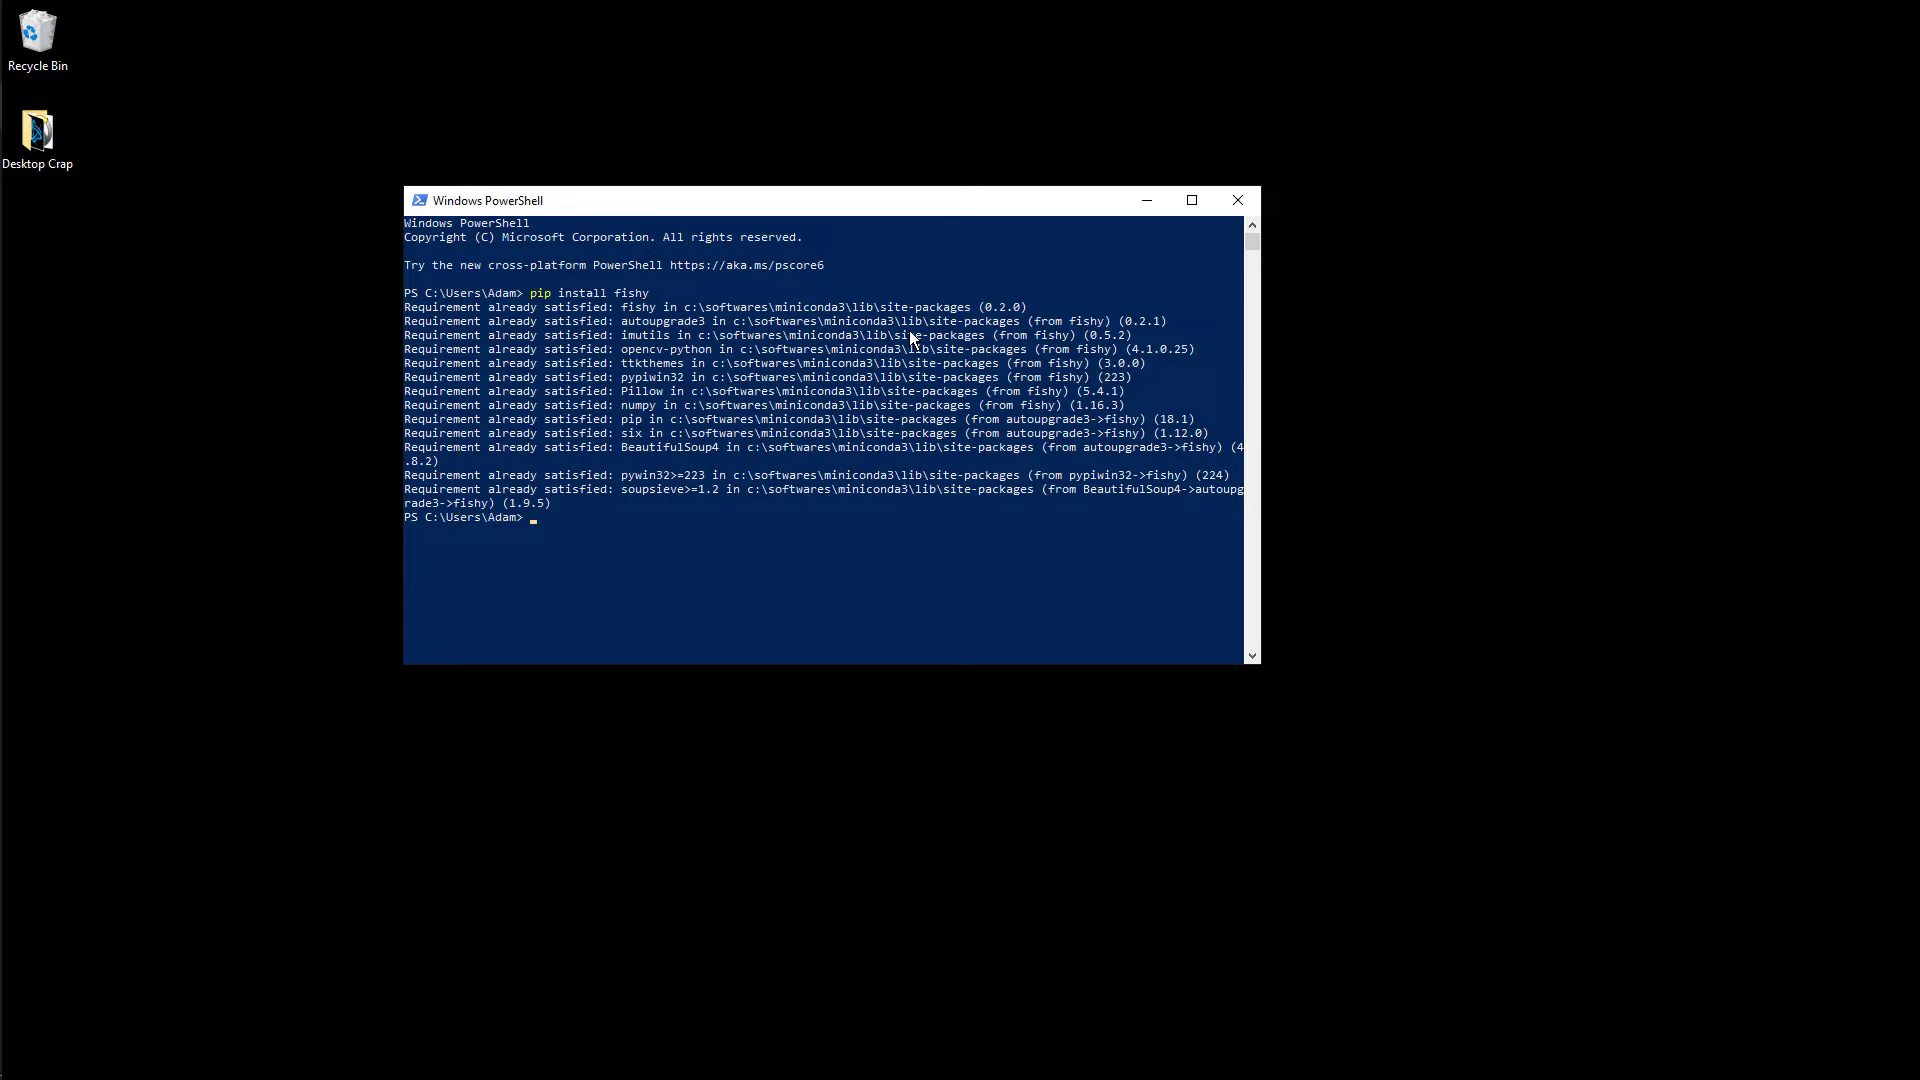 Recycle Bin
Desktop Crap
Windows PowerShell
Windows PowerShell
Copyright (C) Microsoft Corporation. All rights reserved.
Try the new cross-platform PowerShell https://aka.ms/pscore6
PS C:\Users\Adam> pip install fishy
Requirement already satisfied: fishy in c:\softwares\miniconda3\lib\site-packages (0.2.0)
Requirement already satisfied: autoupgrade3 in c:\softwares\miniconda3\lib\site-packages (from fishy) (0.2.1)
Requirement already satisfied: imutils in c:\softwares\miniconda3\lib\site-packages (from fishy) (0.5.2)
Requirement already satisfied: opencv-python in c:\softwares\miniconda3\lib\site-packages (from fishy) (4.1.0.25)
Requirement already satisfied: ttkthemes in c:\softwares\miniconda3\lib\site-packages (from fishy) (3.0.0)
Requirement already satisfied: pypiwin32 in c:\softwares\miniconda3\lib\site-packages (from fishy) (223)
Requirement already satisfied: Pillow in c:\softwares\miniconda3\lib\site-packages (from fishy) (5.4.1)
Requirement already satisfied: numpy in c:\softwares\miniconda3\lib\site-packages (from fishy) (1.16.3)
Requirement already satisfied: pip in c:\softwares\miniconda3\lib\site-packages (from autoupgrade3->fishy) (18.1)
Requirement already satisfied: six in c:\softwares\miniconda3\lib\site-packages (from autoupgrade3->fishy) (1.12.0)
Requirement already satisfied: BeautifulSoup4 in c:\softwares\miniconda3\lib\site-packages (from autoupgrade3->fishy) (4
.8.2)
Requirement already satisfied: pywin32>=223 in c:\softwares\miniconda3\lib\site-packages (from pypiwin32->fishy) (224)
Requirement already satisfied: soupsieve>=1.2 in c:\softwares\miniconda3\lib\site-packages (from BeautifulSoup4->autoupg
rade3->fishy) (1.9.5)
PS C:\Users\Adam>